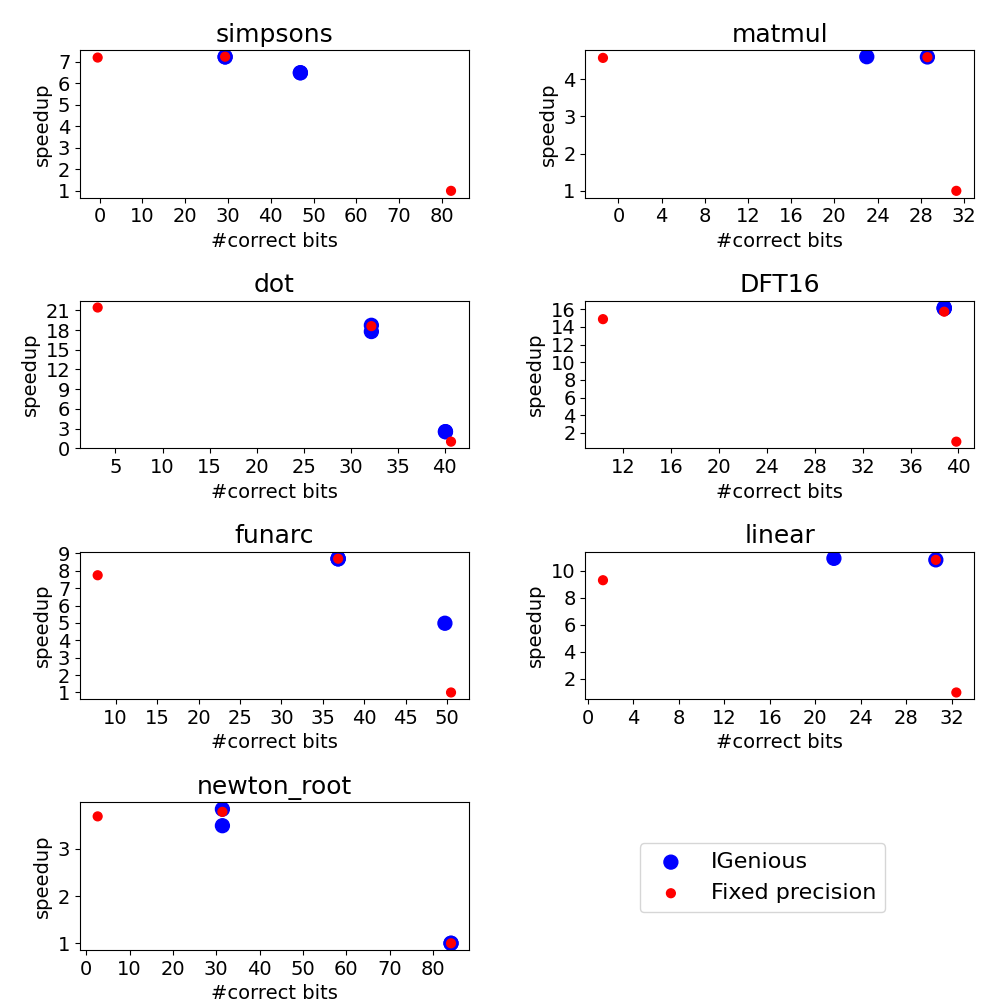 simpsons
7
6
5
4
3
2
1
speedup
0 10 20 30 40 50 60 70 80
#correct bits
matmul
4
3
2
1
speedup
0 4 8 12 16 20 24 28 32
#correct bits
dot
21
18
15
12
9
6
3
0
speedup
5 10 15 20 25 30 35 40
#correct bits
DFT16
16
14
12
10
8
6
4
2
speedup
12 16 20 24 28 32 36 40
#correct bits
funarc
9
8
7
6
5
4
3
2
1
speedup
10 15 20 25 30 35 40 45 50
#correct bits
linear
10
8
6
4
2
speedup
0 4 8 12 16 20 24 28 32
#correct bits
newton_root
3
2
1
speedup
0 10 20 30 40 50 60 70 80
#correct bits
IGenious
Fixed precision